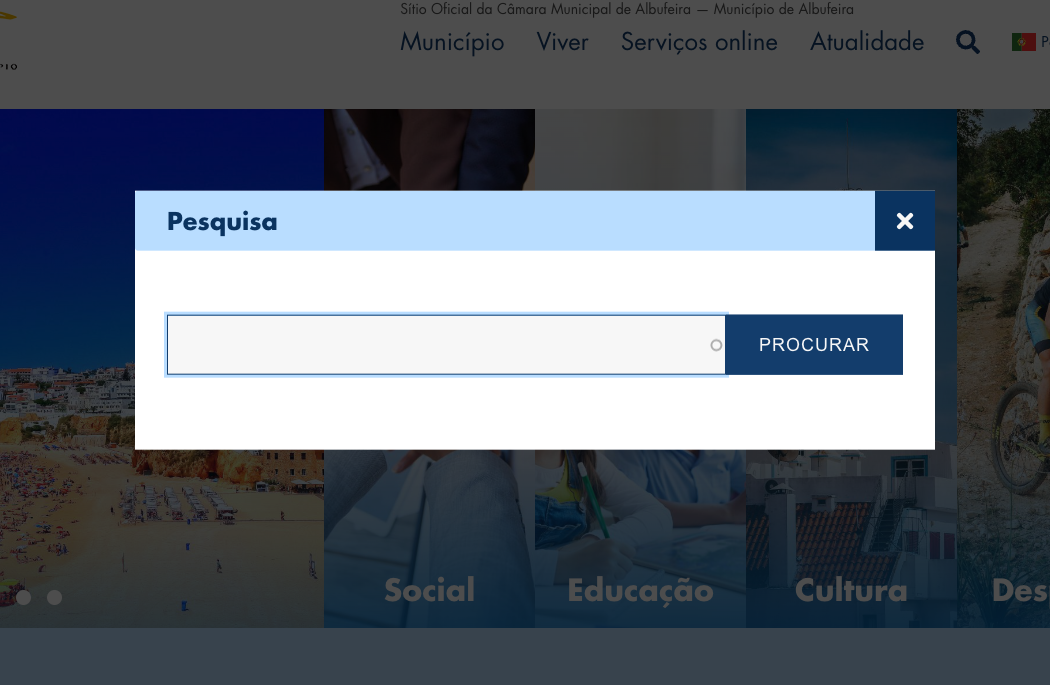 Sítio Oficial da Câmara Municipal de Albufeira — Município de Albufeira
Município Viver Serviços online Atualidade P
Pesquisa
PROCURAR
Social Educação Cultura Des